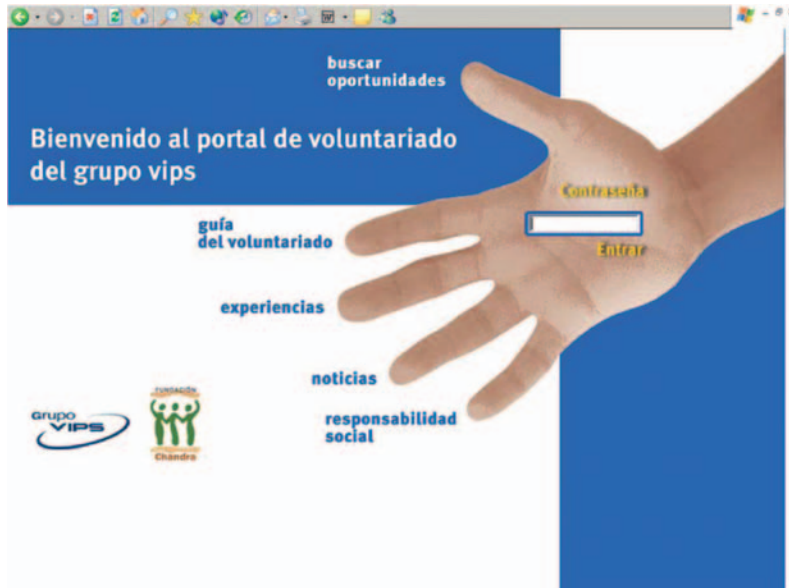 buscar
oportunidades
Bienvenido al portal de voluntariado
del grupo vips
Contraseña
Entrar
guía
del voluntariado
experiencias
noticias
responsabilidad
social
Grupo
VIPS
FUNDACIÓN
Chandra